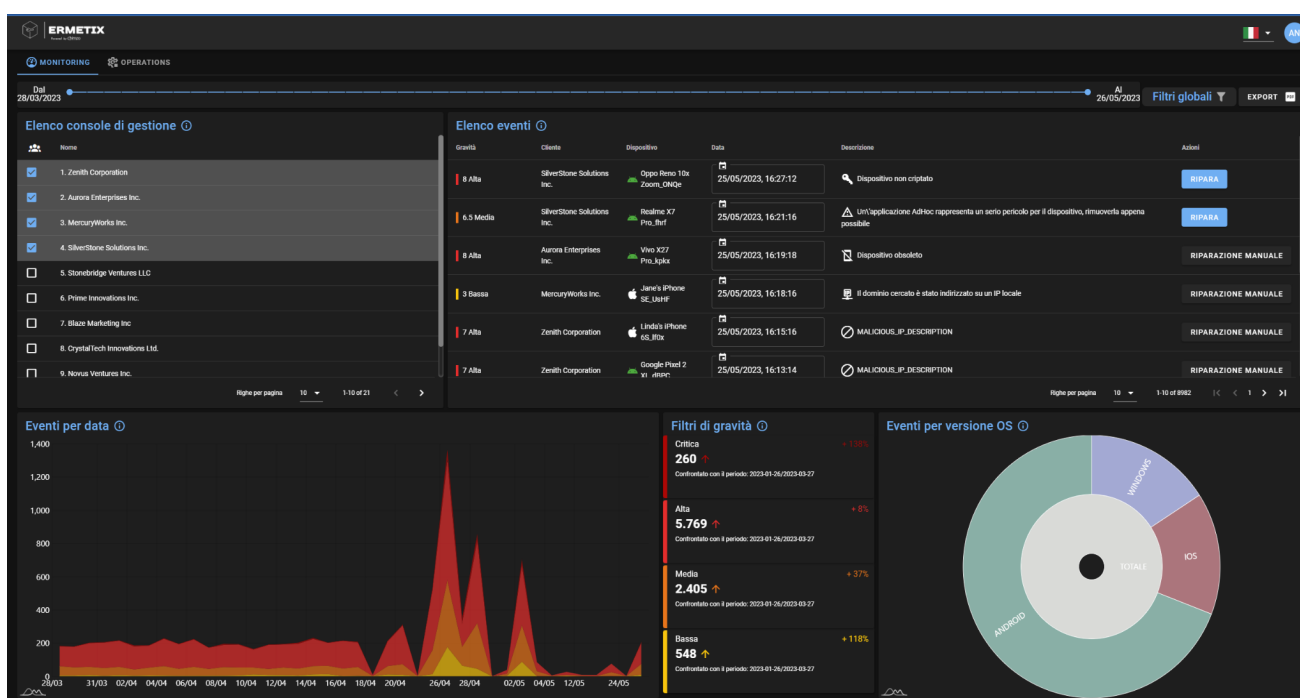 ERMETIX
AN
MONITORING OPERATIONS
Dal
28/03/2023
Al
26/05/2023
Filtri globali
EXPORT
Elenco console di gestione
Nome
1. Zenith Corporation
2. Aurora Enterprises Inc.
3. MercuryWorks Inc.
4. SilverStone Solutions Inc.
5. Stonebridge Ventures LLC
6. Prime Innovations Inc.
7. Blaze Marketing Inc
8. CrystalTech Innovations Ltd.
9. Novus Ventures Inc.
Righe per pagina 10 1-10 of 21
Elenco eventi
Gravità Cliente Dispositivo Data Descrizione Azioni
8 Alta SilverStone Solutions Inc. Oppo Reno 10x Zoom_ONQe 25/05/2023, 16:27:12 Dispositivo non criptato RIPARA
6.5 Media SilverStone Solutions Inc. Realme X7 Pro_fhrf 25/05/2023, 16:21:16 Un\'applicazione AdHoc rappresenta un serio pericolo per il dispositivo, rimuoverla appena possibile RIPARA
8 Alta Aurora Enterprises Inc. Vivo X27 Pro_kpkx 25/05/2023, 16:19:18 Dispositivo obsoleto RIPARAZIONE MANUALE
3 Bassa MercuryWorks Inc. Jane's iPhone SE_UsHF 25/05/2023, 16:18:16 Il dominio cercato è stato indirizzato su un IP locale RIPARAZIONE MANUALE
7 Alta Zenith Corporation Linda's iPhone 25/05/2023, 16:15:16 MALICIOUS_IP_DESCRIPTION RIPARAZIONE MANUALE
7 Alta Zenith Corporation Google Pixel 2 25/05/2023, 16:13:14 MALICIOUS_IP_DESCRIPTION RIPARAZIONE MANUALE
Righe per pagina 10 1-10 of 8982 1
Eventi per data
1,400
1,200
1,000
800
600
400
200
0
28/03 31/03 02/04 04/04 06/04 08/04 10/04 12/04 14/04 16/04 18/04 20/04 26/04 28/04 02/05 04/05 12/05 24/05
Filtri di gravità
Critica + 136%
260
Confrontato con il periodo: 2023-01-26/2023-03-27
Alta + 8%
5.769
Confrontato con il periodo: 2023-01-26/2023-03-27
Media + 37%
2.405
Confrontato con il periodo: 2023-01-26/2023-03-27
Bassa + 118%
548
Confrontato con il periodo: 2023-01-26/2023-03-27
Eventi per versione OS
WINDOWS
IOS
TOTALE
ANDROID